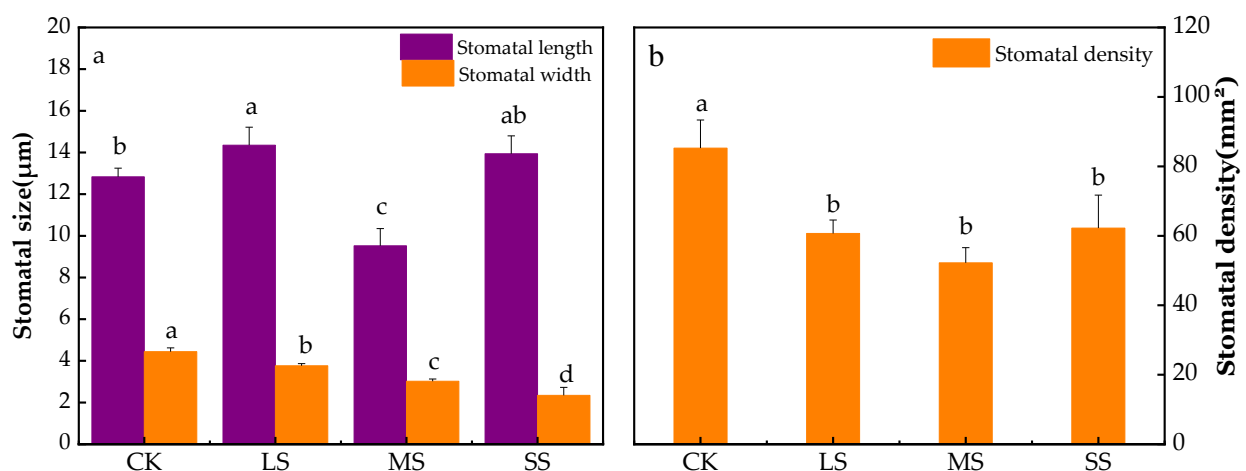 a
Stomatal length
Stomatal width
Stomatal size(μm)
20
18
16
14
12
10
8
6
4
2
0
b
a
a
b
c
c
ab
d
CK
LS
MS
SS
b
Stomatal density
Stomatal density(mm²)
120
100
80
60
40
20
0
a
b
b
b
CK
LS
MS
SS